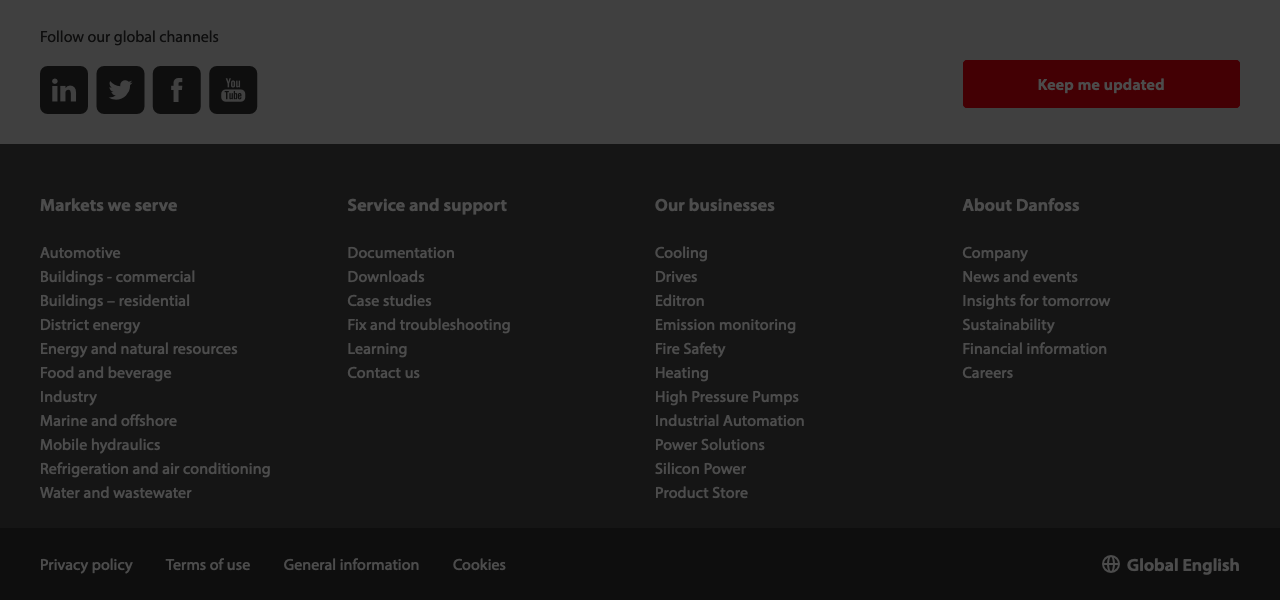 Follow our global channels
in
You
Tube
Keep me updated
Markets we serve
Automotive
Buildings - commercial
Buildings – residential
District energy
Energy and natural resources
Food and beverage
Industry
Marine and offshore
Mobile hydraulics
Refrigeration and air conditioning
Water and wastewater
Service and support
Documentation
Downloads
Case studies
Fix and troubleshooting
Learning
Contact us
Our businesses
Cooling
Drives
Editron
Emission monitoring
Fire Safety
Heating
High Pressure Pumps
Industrial Automation
Power Solutions
Silicon Power
Product Store
About Danfoss
Company
News and events
Insights for tomorrow
Sustainability
Financial information
Careers
Privacy policy
Terms of use
General information
Cookies
Global English